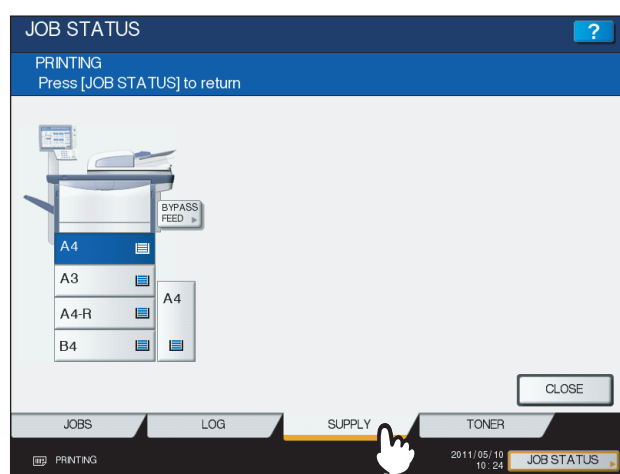 JOB STATUS
?
PRINTING
Press [JOB STATUS] to return
BYPASS
FEED
A4
A3
A4
A4-R
B4
CLOSE
JOBS
LOG
SUPPLY
TONER
PRINTING
2011/05/10
10:24
JOB STATUS